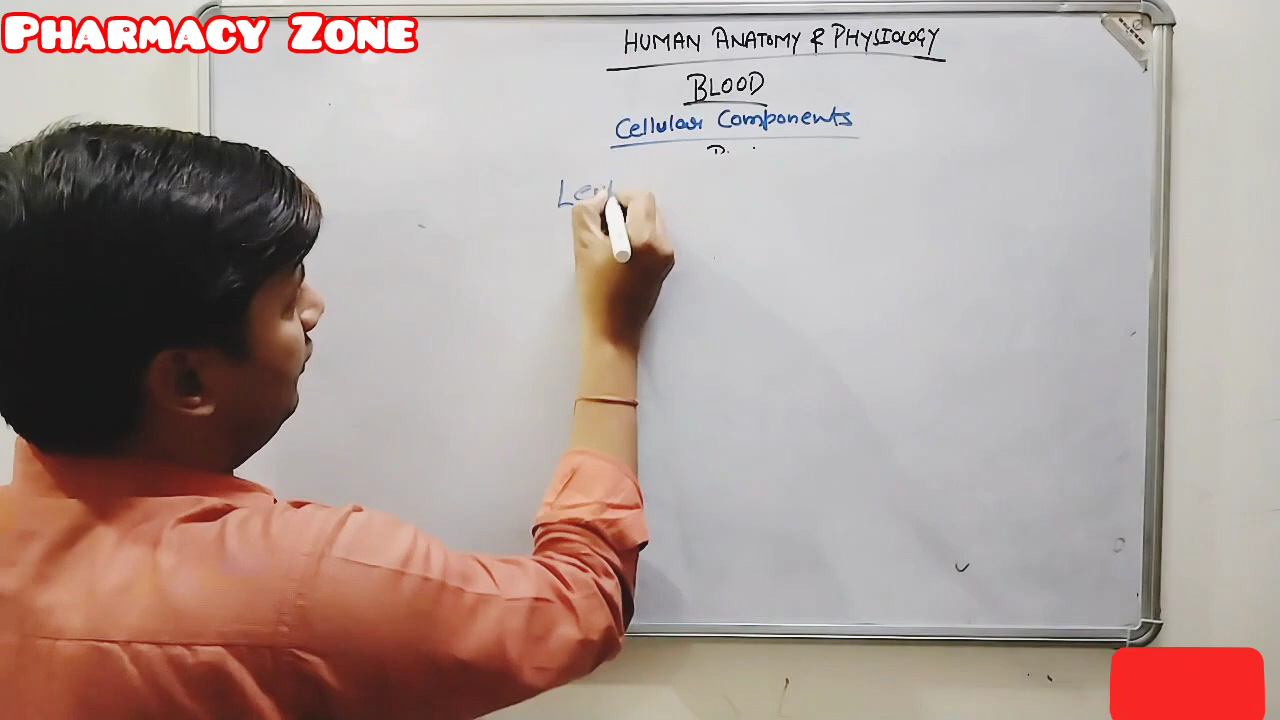 PHARMACY ZONE
HUMAN ANATOMY & PHYSIOLOGY
BLOOD
Cellular Components